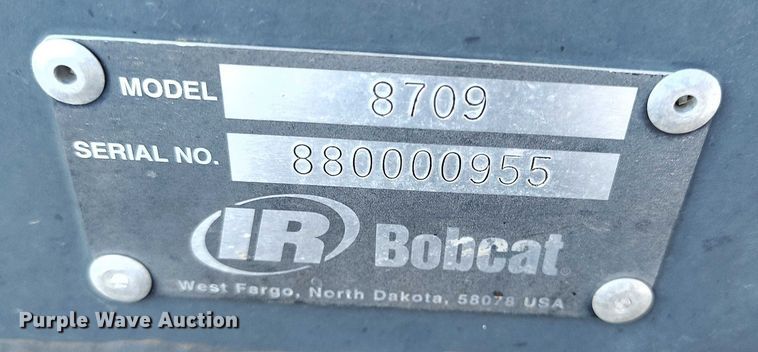 MODEL 8709
SERIAL NO. 880000955
IR Bobcat®
West Fargo, North Dakota, 58078 USA
Purple Wave Auction